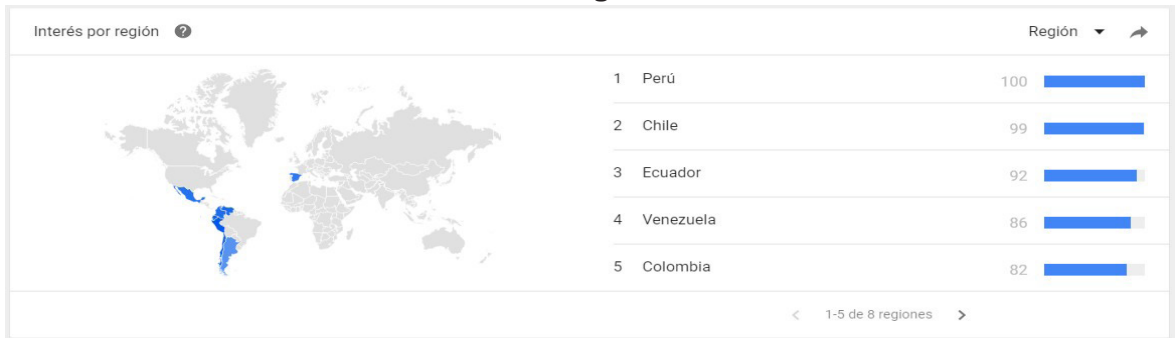 Interés por región
Región
1 Perú 100
2 Chile 99
3 Ecuador 92
4 Venezuela 86
5 Colombia 82
< 1-5 de 8 regiones >